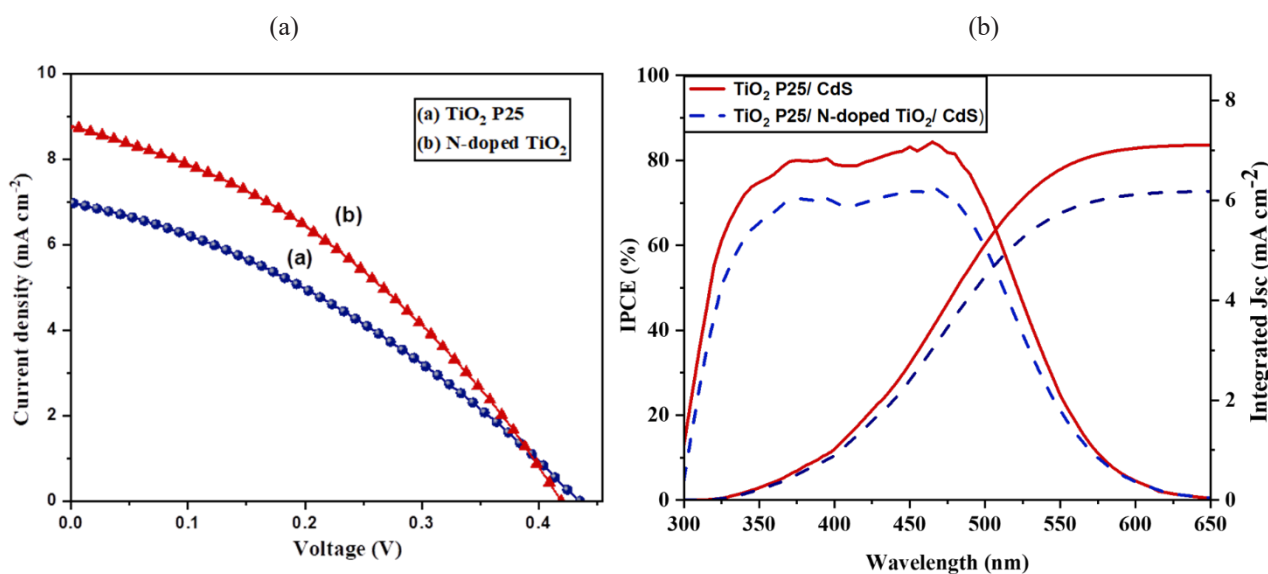 (a)
(b)
10
8
6
4
2
0
Current density (mA cm⁻²)
(a) TiO₂ P25
(b) N-doped TiO₂
(b)
(a)
0.0 0.1 0.2 0.3 0.4
Voltage (V)
100
80
60
40
20
0
IPCE (%)
TiO₂ P25/ CdS
TiO₂ P25/ N-doped TiO₂/ CdS)
8
6
4
2
0
Integrated Jsc (mA cm⁻²)
300 350 400 450 500 550 600 650
Wavelength (nm)